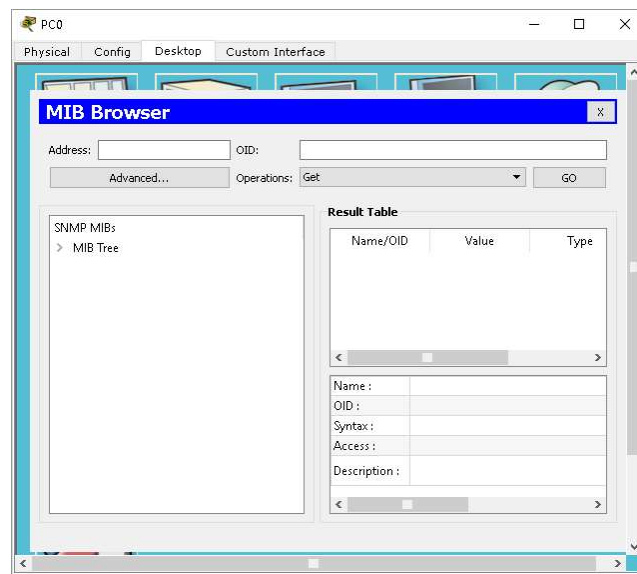 PC0
Physical Config Desktop Custom Interface
MIB Browser
X
Address: OID:
Advanced... Operations: Get GO
SNMP MIBs
MIB Tree
Result Table
Name/OID Value Type
Name :
OID :
Syntax :
Access :
Description :